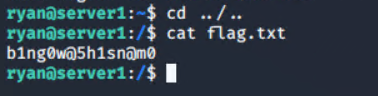 ryan@server1:~$ cd ../..
ryan@server1:/$ cat flag.txt
b1ng0w@5h1sn@m0
ryan@server1:/$